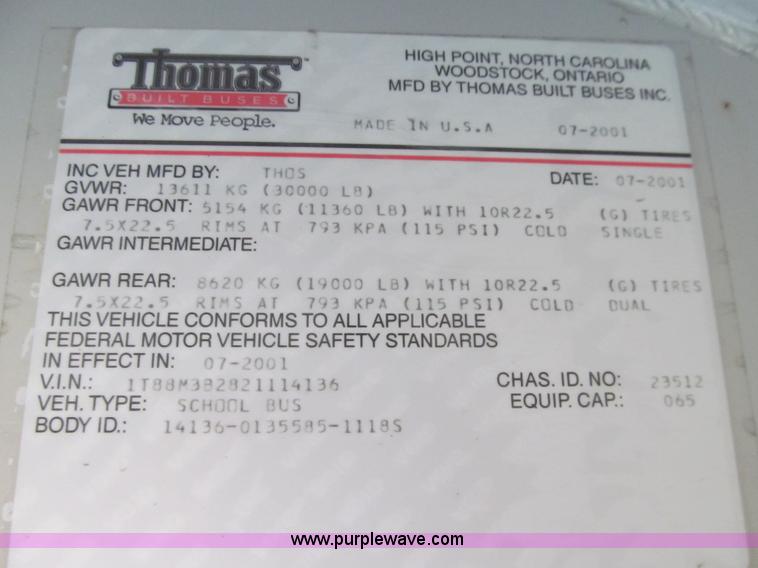 Thomas™
BUILT BUSES
We Move People.
HIGH POINT, NORTH CAROLINA
WOODSTOCK, ONTARIO
MFD BY THOMAS BUILT BUSES INC.
MADE IN U.S.A 07-2001
INC VEH MFD BY: THOS DATE: 07-2001
GVWR: 13611 KG (30000 LB)
GAWR FRONT: 5154 KG (11360 LB) WITH 10R22.5 (G) TIRES
7.5X22.5 RIMS AT 793 KPA (115 PSI) COLD SINGLE
GAWR INTERMEDIATE:
GAWR REAR: 8620 KG (19000 LB) WITH 10R22.5 (G) TIRES
7.5X22.5 RIMS AT 793 KPA (115 PSI) COLD DUAL
THIS VEHICLE CONFORMS TO ALL APPLICABLE
FEDERAL MOTOR VEHICLE SAFETY STANDARDS
IN EFFECT IN: 07-2001
V.I.N.: 1T88M3B2821114136 CHAS. ID. NO: 23512
VEH. TYPE: SCHOOL BUS EQUIP. CAP.: 065
BODY ID.: 14136-0135585-1118S
www.purplewave.com